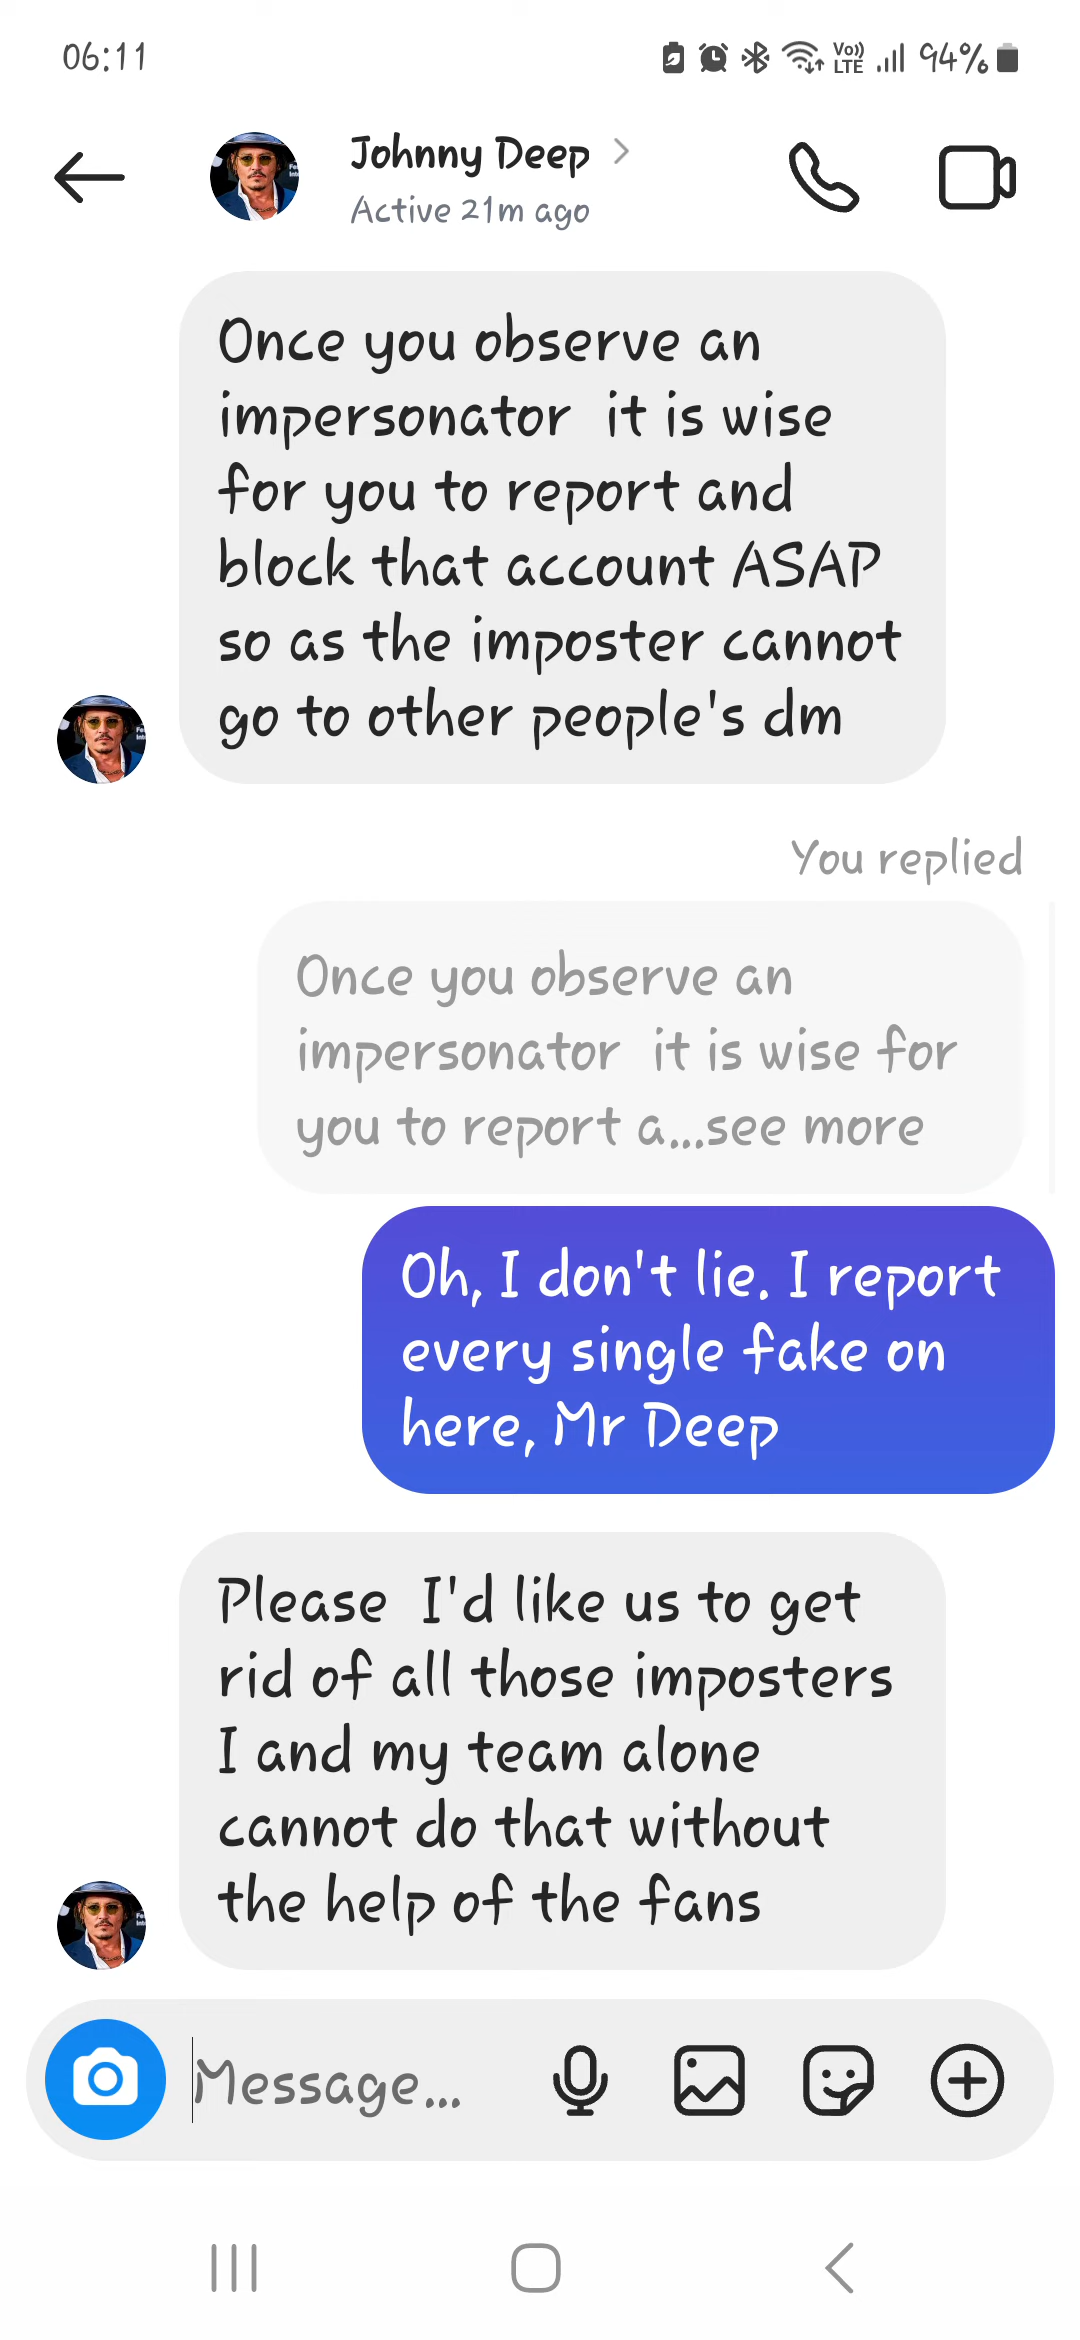 06:11
Vo))
LTE
94%
Johnny Deep
Active 21m ago
Once you observe an
impersonator  it is wise
for you to report and
block that account ASAP
so as the imposter cannot
go to other people's dm
You replied
Once you observe an
impersonator  it is wise for
you to report a...see more
Oh, I don't lie. I report
every single fake on
here, Mr Deep
Please  I'd like us to get
rid of all those imposters
I and my team alone
cannot do that without
the help of the fans
Message...